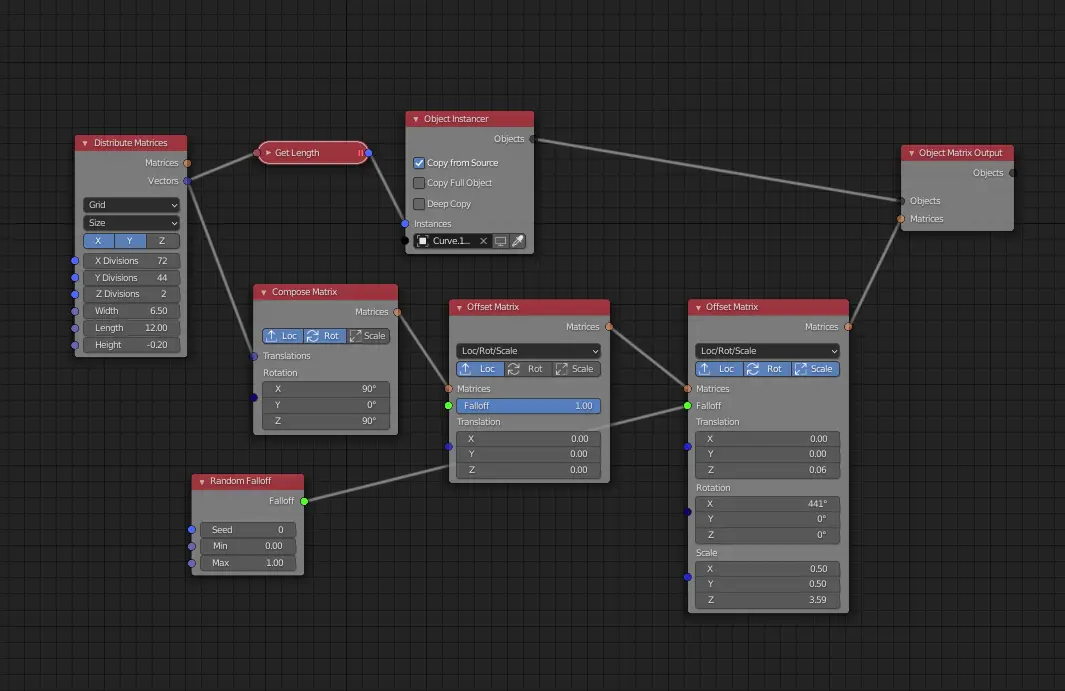 Distribute Matrices
Matrices
Vectors
Grid
Size
X Y Z
X Divisions 72
Y Divisions 44
Z Divisions 2
Width 6.50
Length 12.00
Height -0.20
Get Length
Object Instancer
Objects
Copy from Source
Copy Full Object
Deep Copy
Instances
Curve.1...
Object Matrix Output
Objects
Objects
Matrices
Compose Matrix
Matrices
Loc Rot Scale
Translations
Rotation
X 90°
Y 0°
Z 90°
Offset Matrix
Matrices
Loc/Rot/Scale
Loc Rot Scale
Matrices
Falloff 1.00
Translation
X 0.00
Y 0.00
Z 0.00
Offset Matrix
Matrices
Loc/Rot/Scale
Loc Rot Scale
Matrices
Falloff
Translation
X 0.00
Y 0.00
Z 0.06
Rotation
X 441°
Y 0°
Z 0°
Scale
X 0.50
Y 0.50
Z 3.59
Random Falloff
Falloff
Seed 0
Min 0.00
Max 1.00